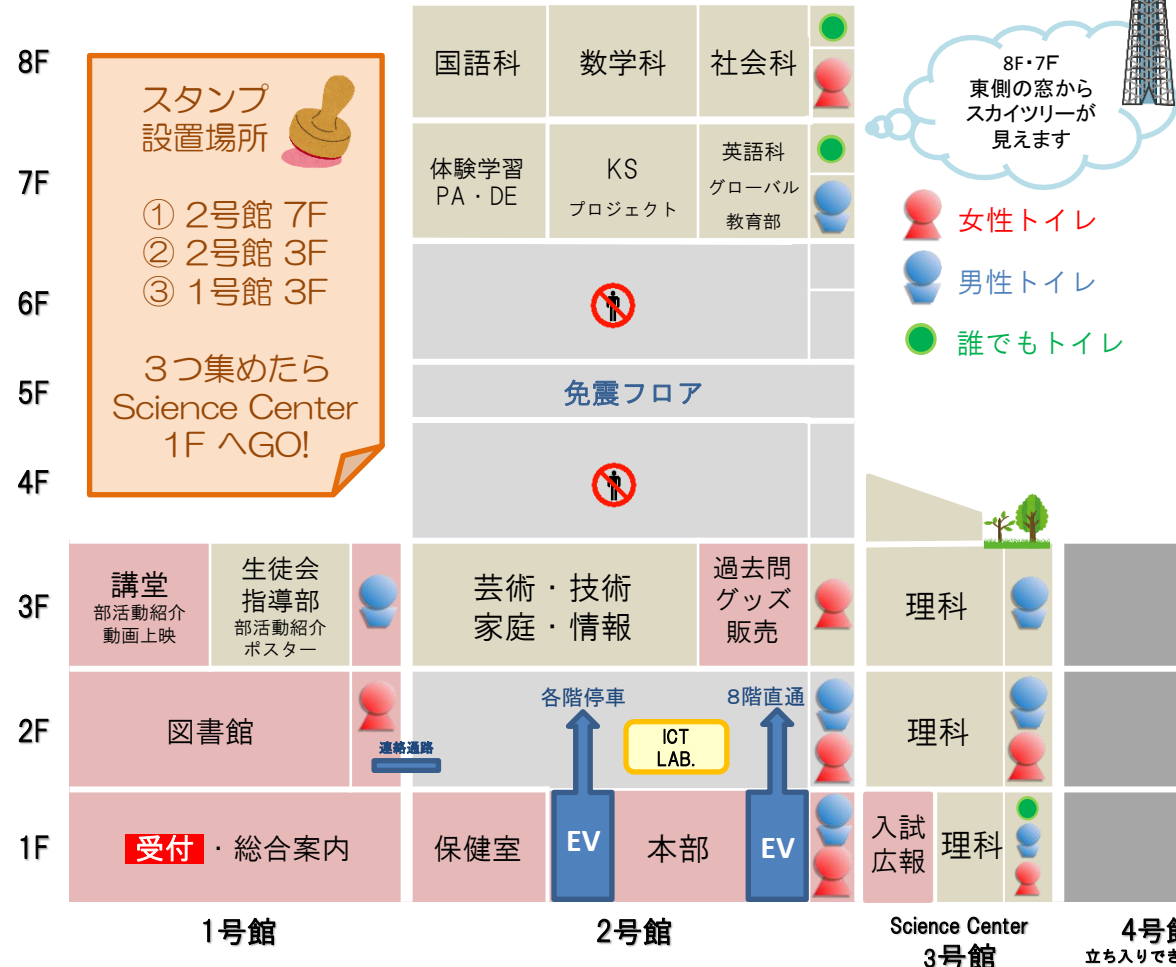 8F
7F
6F
5F
4F
3F
2F
1F
スタンプ
設置場所
① 2号館 7F
② 2号館 3F
③ 1号館 3F
3つ集めたら
Science Center
1F へGO!
国語科
数学科
社会科
体験学習
PA・DE
KS
プロジェクト
英語科
グローバル
教育部
免震フロア
8F・7F
東側の窓から
スカイツリーが
見えます
女性トイレ
男性トイレ
誰でもトイレ
講堂
部活動紹介
動画上映
生徒会
指導部
部活動紹介
ポスター
芸術・技術
家庭・情報
過去問
グッズ
販売
理科
図書館
連絡通路
各階停車
8階直通
ICT
LAB.
理科
受付・総合案内
保健室
EV
本部
EV
入試
広報
理科
1号館
2号館
Science Center
3号館
4号
立ち入りでき